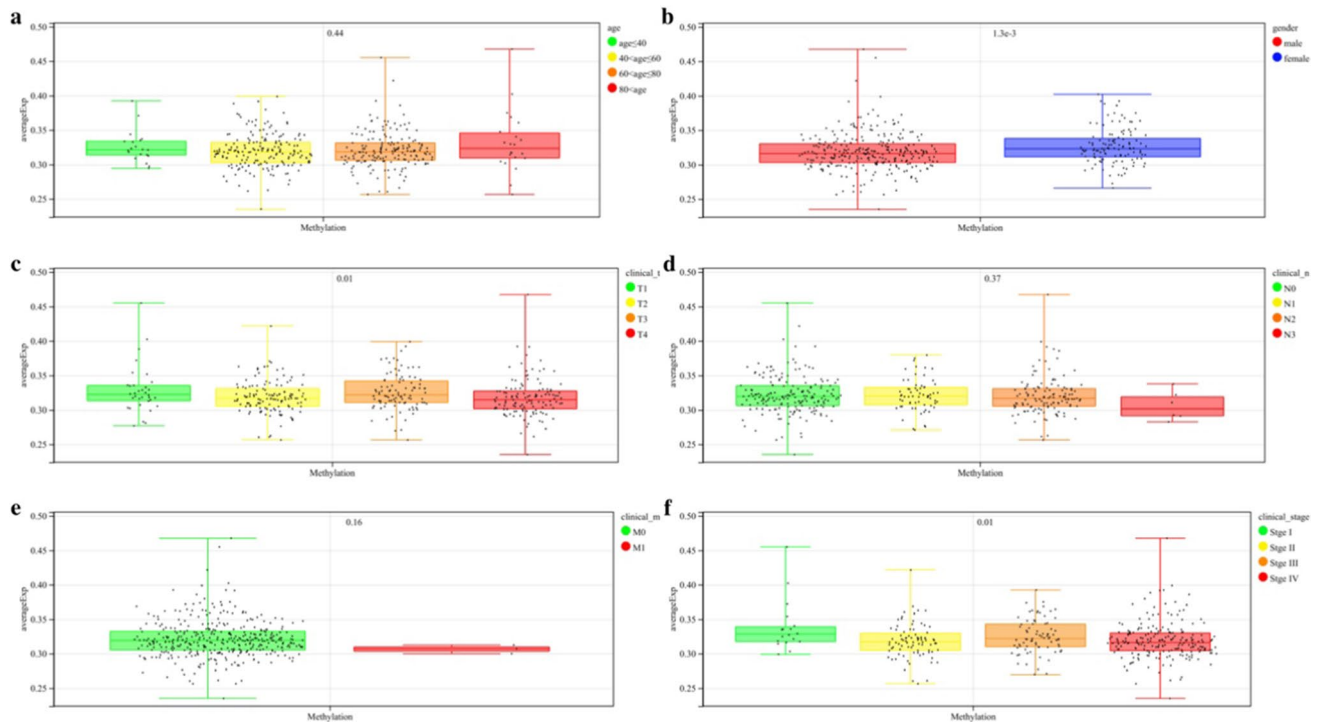 a
0.44
age
age≤40
40<age≤60
60<age≤80
80<age
averageExp
0.50
0.45
0.40
0.35
0.30
0.25
Methylation
b
1.3e-3
gender
male
female
averageExp
0.50
0.45
0.40
0.35
0.30
0.25
Methylation
c
0.01
clinical_t
T1
T2
T3
T4
averageExp
0.50
0.45
0.40
0.35
0.30
0.25
Methylation
d
0.37
clinical_n
N0
N1
N2
N3
averageExp
0.50
0.45
0.40
0.35
0.30
0.25
Methylation
e
0.16
clinical_m
M0
M1
averageExp
0.50
0.45
0.40
0.35
0.30
0.25
Methylation
f
0.01
clinical_stage
Stge I
Stge II
Stge III
Stge IV
averageExp
0.50
0.45
0.40
0.35
0.30
0.25
Methylation